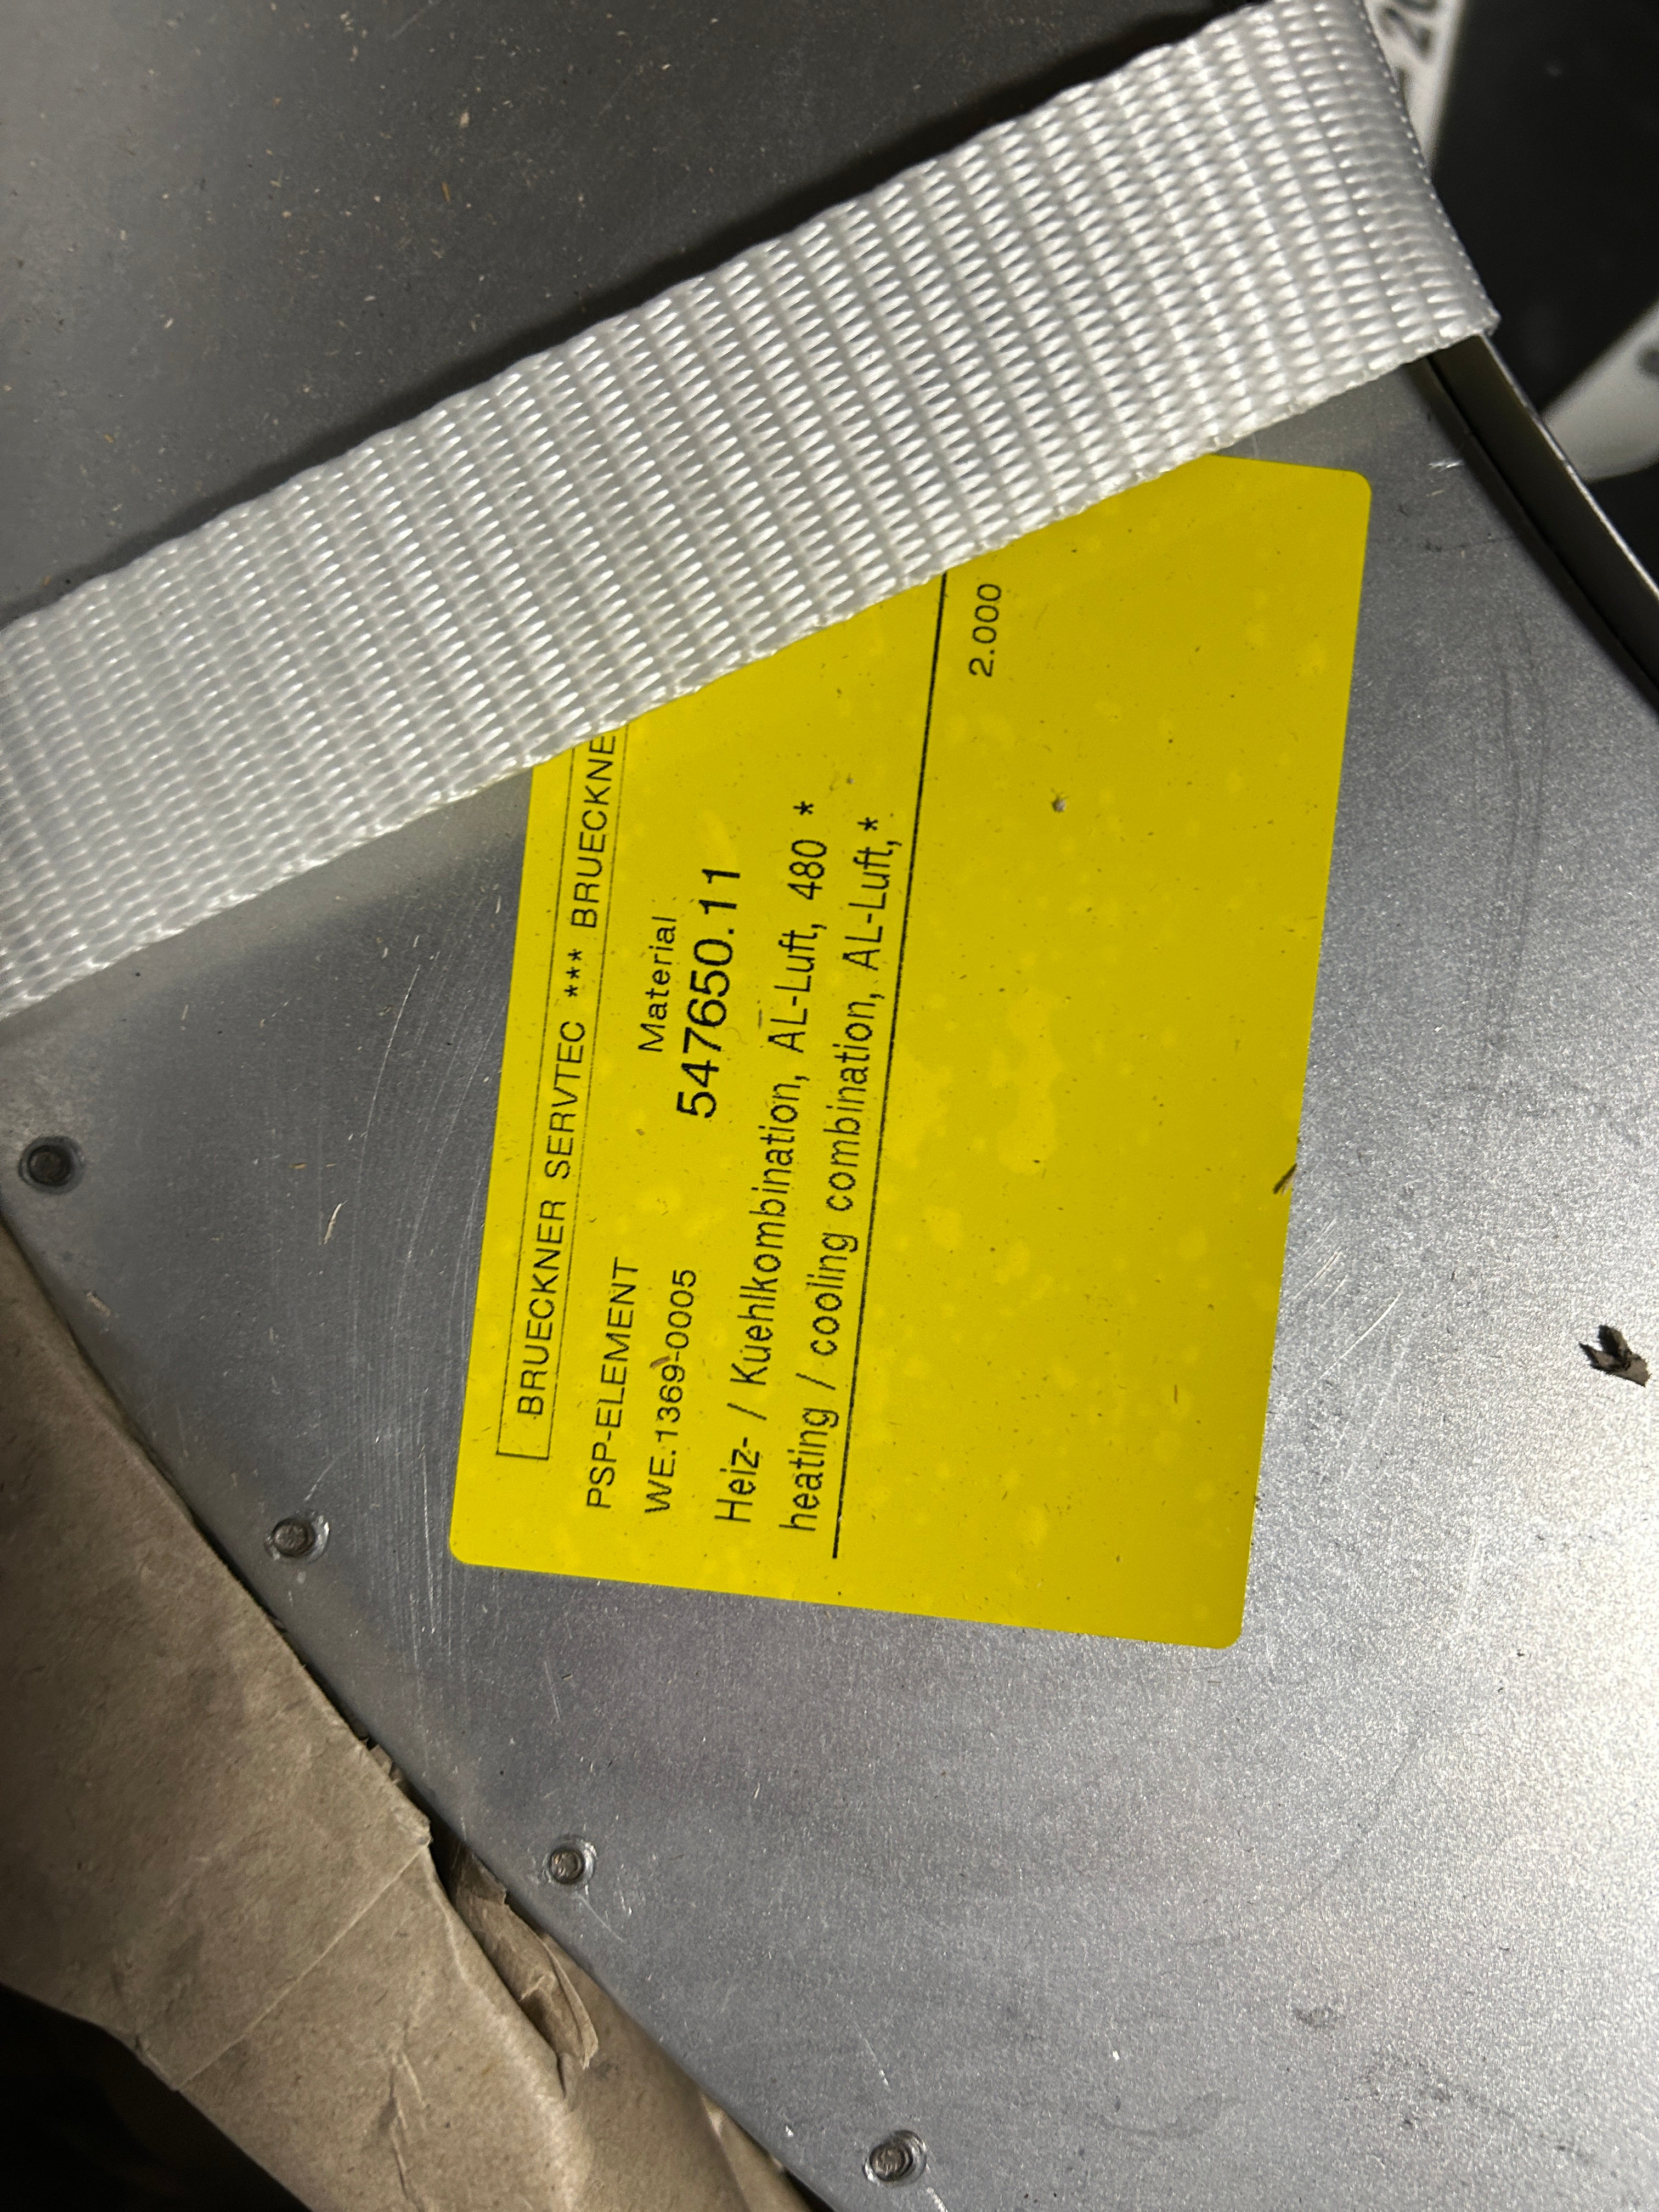 BRUECKNER SERVTEC *** BRUECKNE
PSP-ELEMENT Material
WE.1369-0005 547650.11
Heiz- / Kuehlkombination, AL-Luft, 480 *
heating / cooling combination, AL-Luft,*
2.000